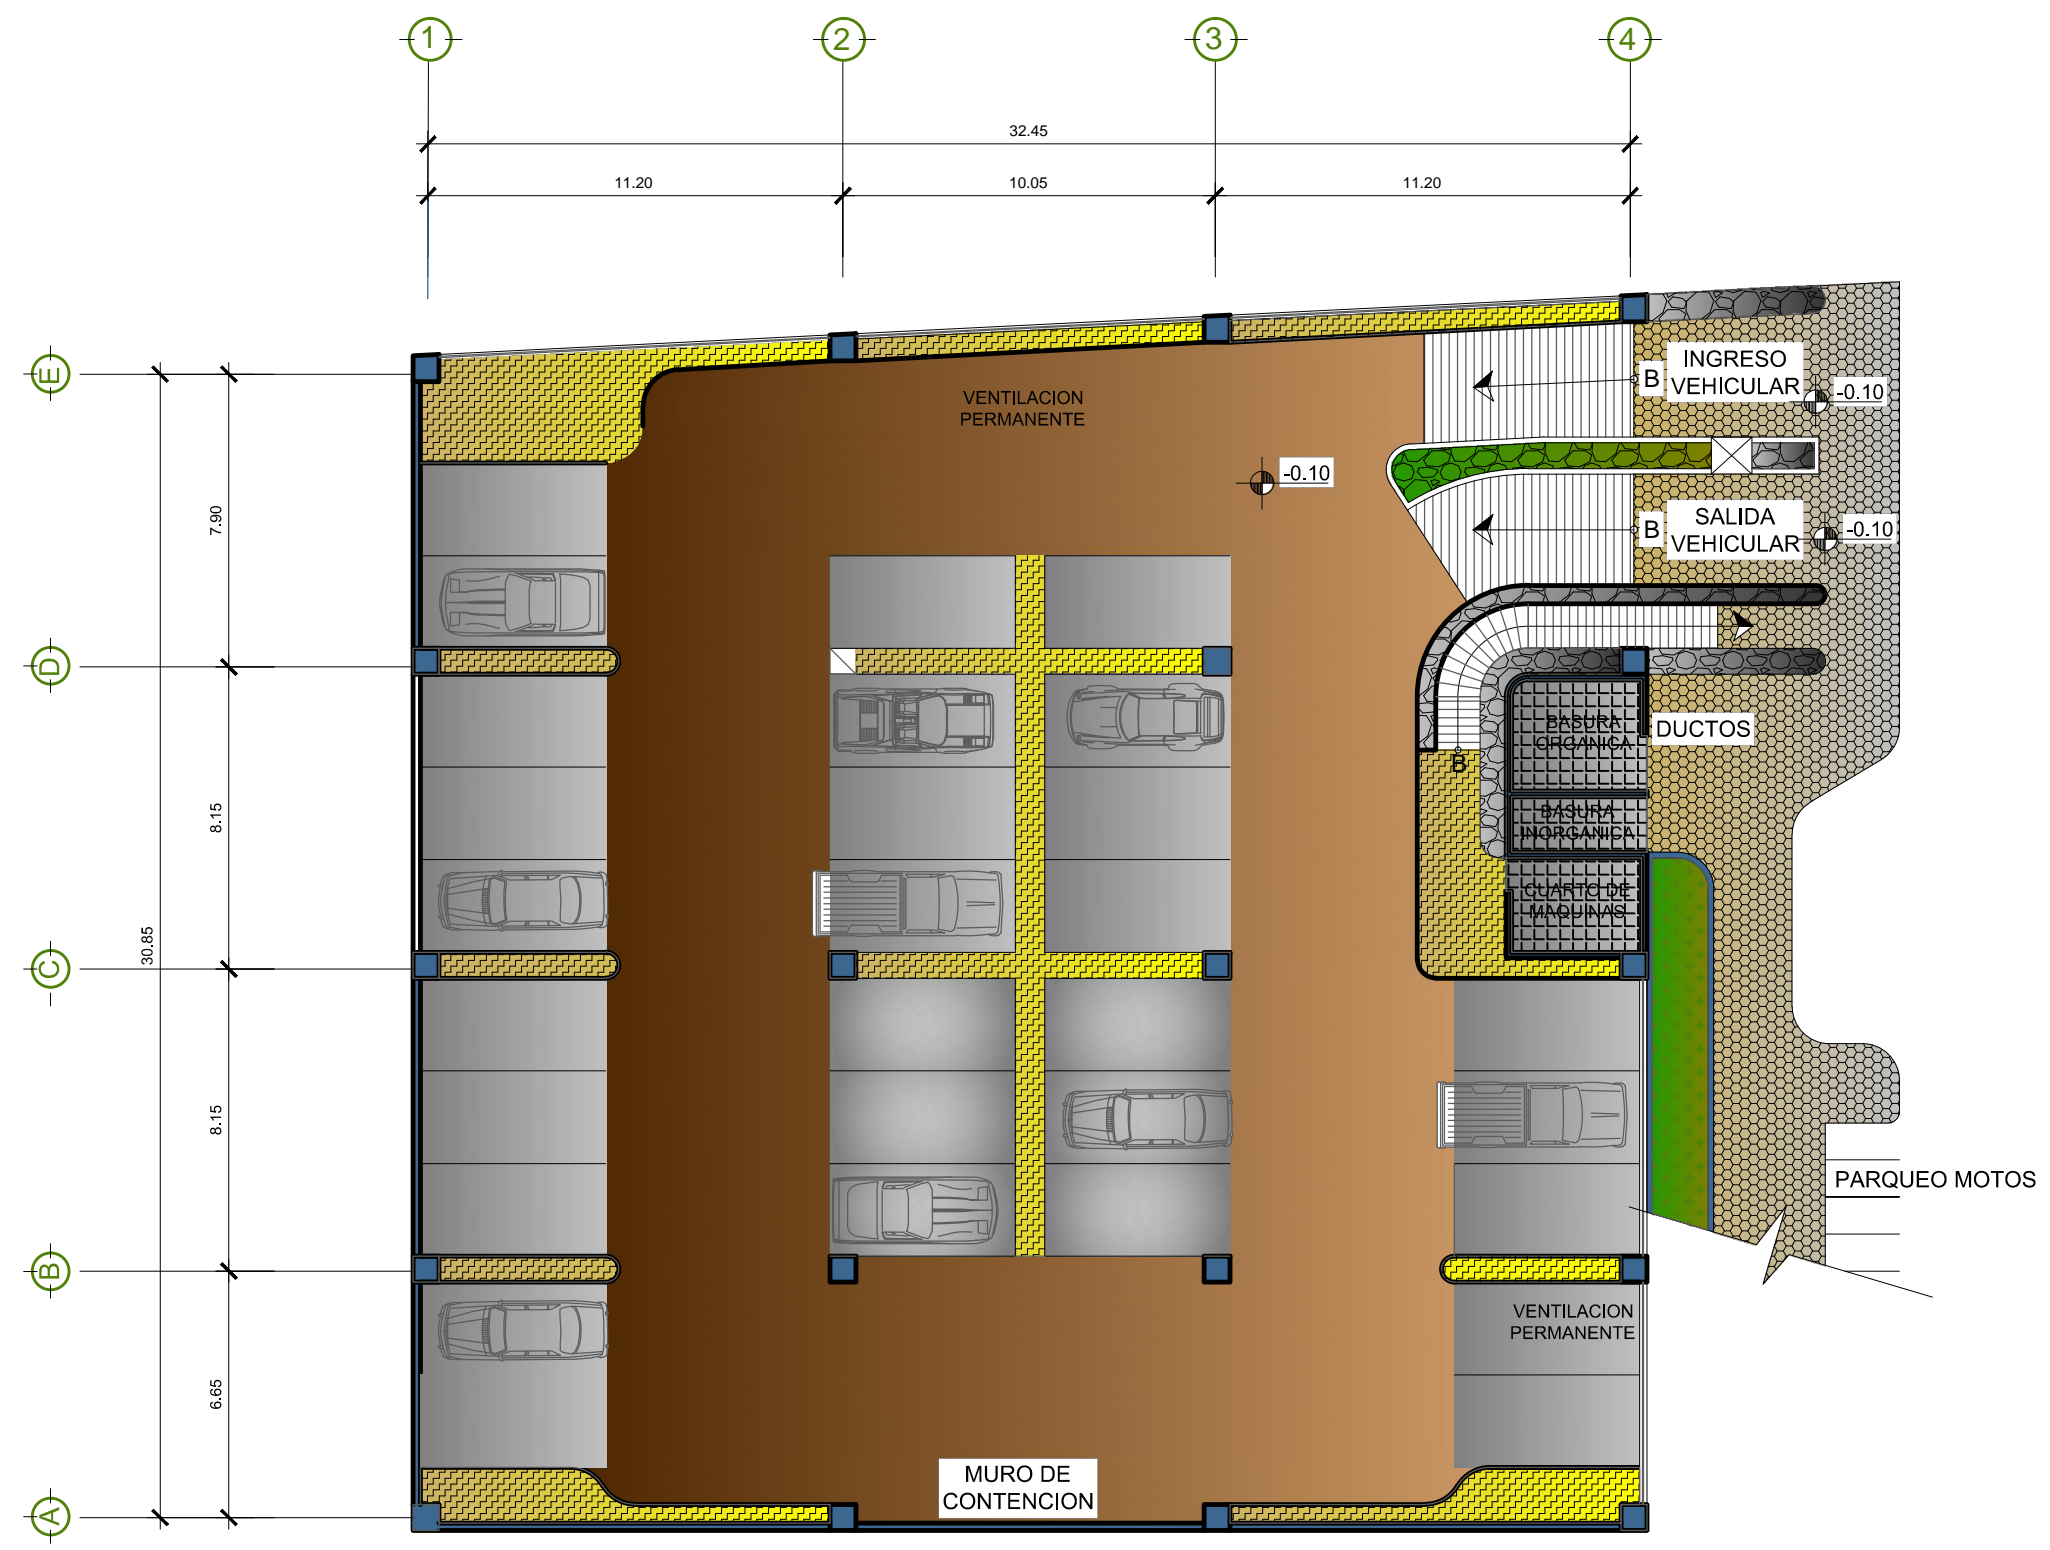 1
2
3
4
32.45
11.20
10.05
11.20
E
INGRESO
VEHICULAR
B
-0.10
VENTILACION
PERMANENTE
-0.10
7.90
SALIDA
VEHICULAR
B
-0.10
D
BASURA
ORGANICA
DUCTOS
B
8.15
BASURA
INORGANICA
CUARTO DE
MAQUINAS
30.85
C
8.15
PARQUEO MOTOS
B
VENTILACION
PERMANENTE
6.65
MURO DE
CONTENCION
A